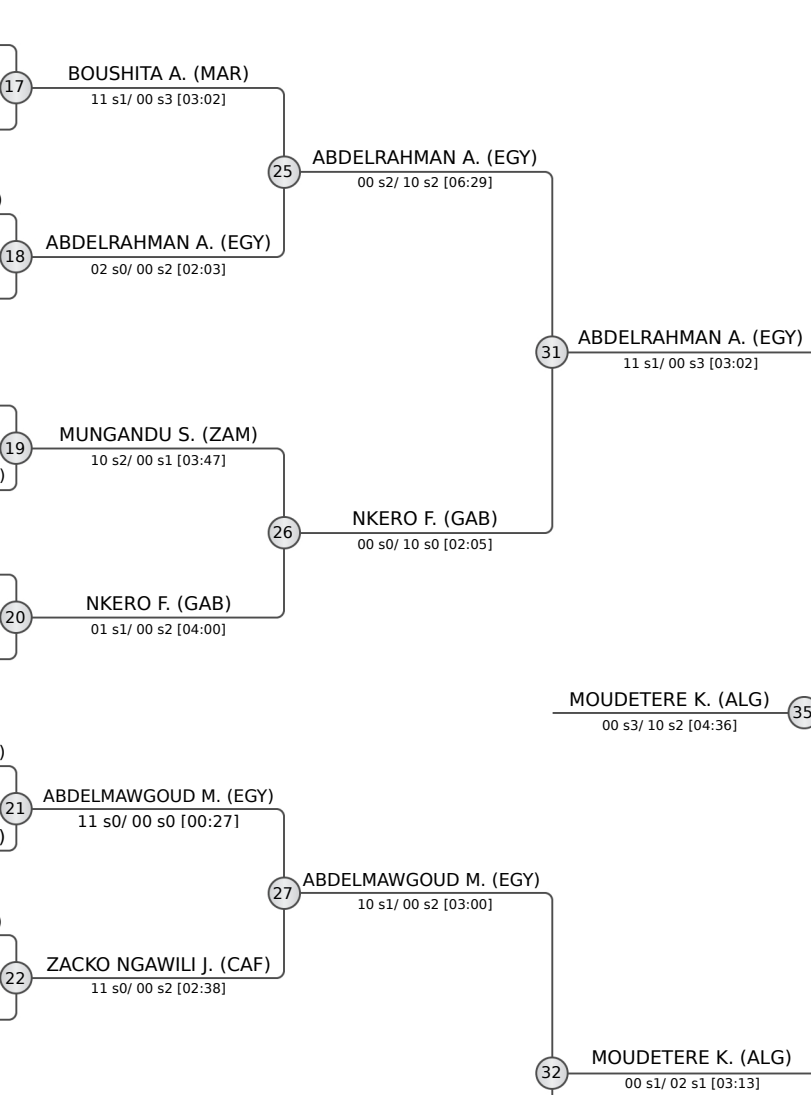 17
BOUSHITA A. (MAR)
11 s1/ 00 s3 [03:02]
25
ABDELRAHMAN A. (EGY)
00 s2/ 10 s2 [06:29]
)
18
ABDELRAHMAN A. (EGY)
02 s0/ 00 s2 [02:03]
31
ABDELRAHMAN A. (EGY)
11 s1/ 00 s3 [03:02]
19
MUNGANDU S. (ZAM)
10 s2/ 00 s1 [03:47]
)
26
NKERO F. (GAB)
00 s0/ 10 s0 [02:05]
20
NKERO F. (GAB)
01 s1/ 00 s2 [04:00]
MOUDETERE K. (ALG)
35
00 s3/ 10 s2 [04:36]
)
21
ABDELMAWGOUD M. (EGY)
11 s0/ 00 s0 [00:27]
)
27
ABDELMAWGOUD M. (EGY)
10 s1/ 00 s2 [03:00]
)
22
ZACKO NGAWILI J. (CAF)
11 s0/ 00 s2 [02:38]
32
MOUDETERE K. (ALG)
00 s1/ 02 s1 [03:13]